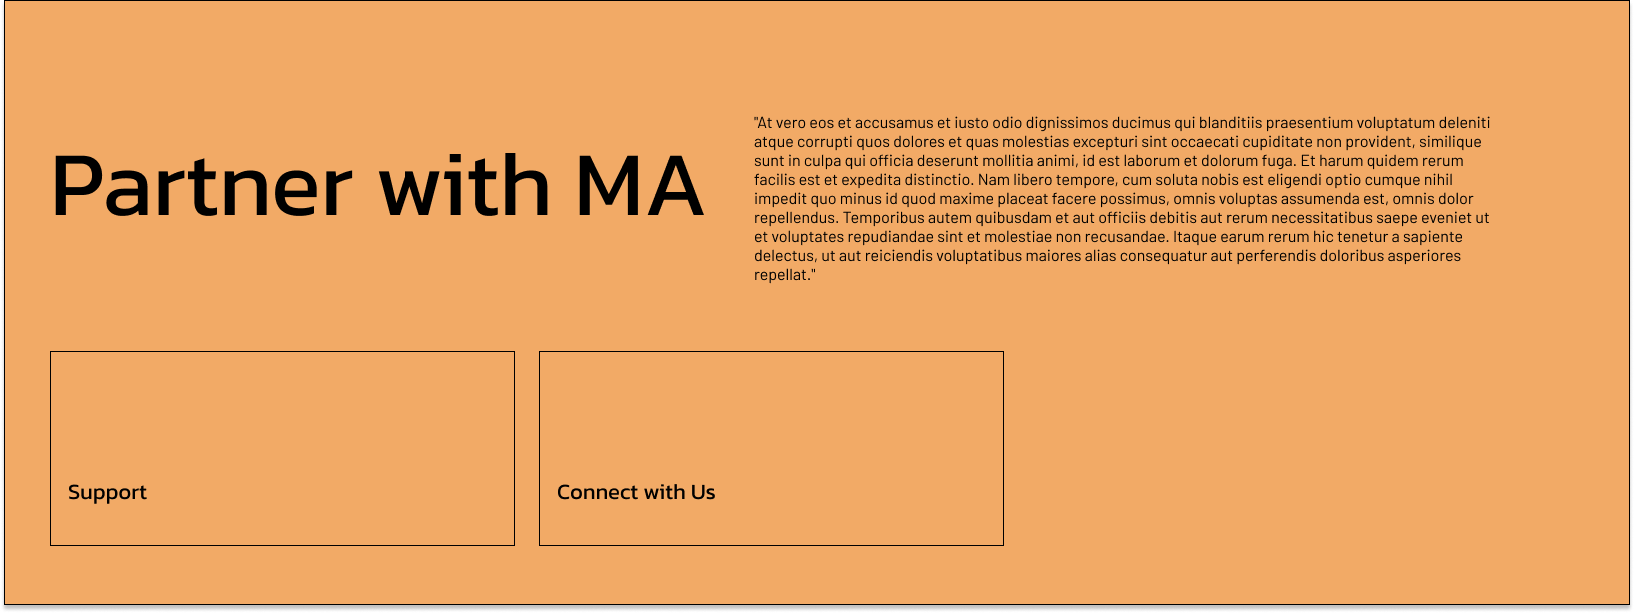 Partner with MA
"At vero eos et accusamus et iusto odio dignissimos ducimus qui blanditiis praesentium voluptatum deleniti
atque corrupti quos dolores et quas molestias excepturi sint occaecati cupiditate non provident, similique
sunt in culpa qui officia deserunt mollitia animi, id est laborum et dolorum fuga. Et harum quidem rerum
facilis est et expedita distinctio. Nam libero tempore, cum soluta nobis est eligendi optio cumque nihil
impedit quo minus id quod maxime placeat facere possimus, omnis voluptas assumenda est, omnis dolor
repellendus. Temporibus autem quibusdam et aut officiis debitis aut rerum necessitatibus saepe eveniet ut
et voluptates repudiandae sint et molestiae non recusandae. Itaque earum rerum hic tenetur a sapiente
delectus, ut aut reiciendis voluptatibus maiores alias consequatur aut perferendis doloribus asperiores
repellat."
Support
Connect with Us